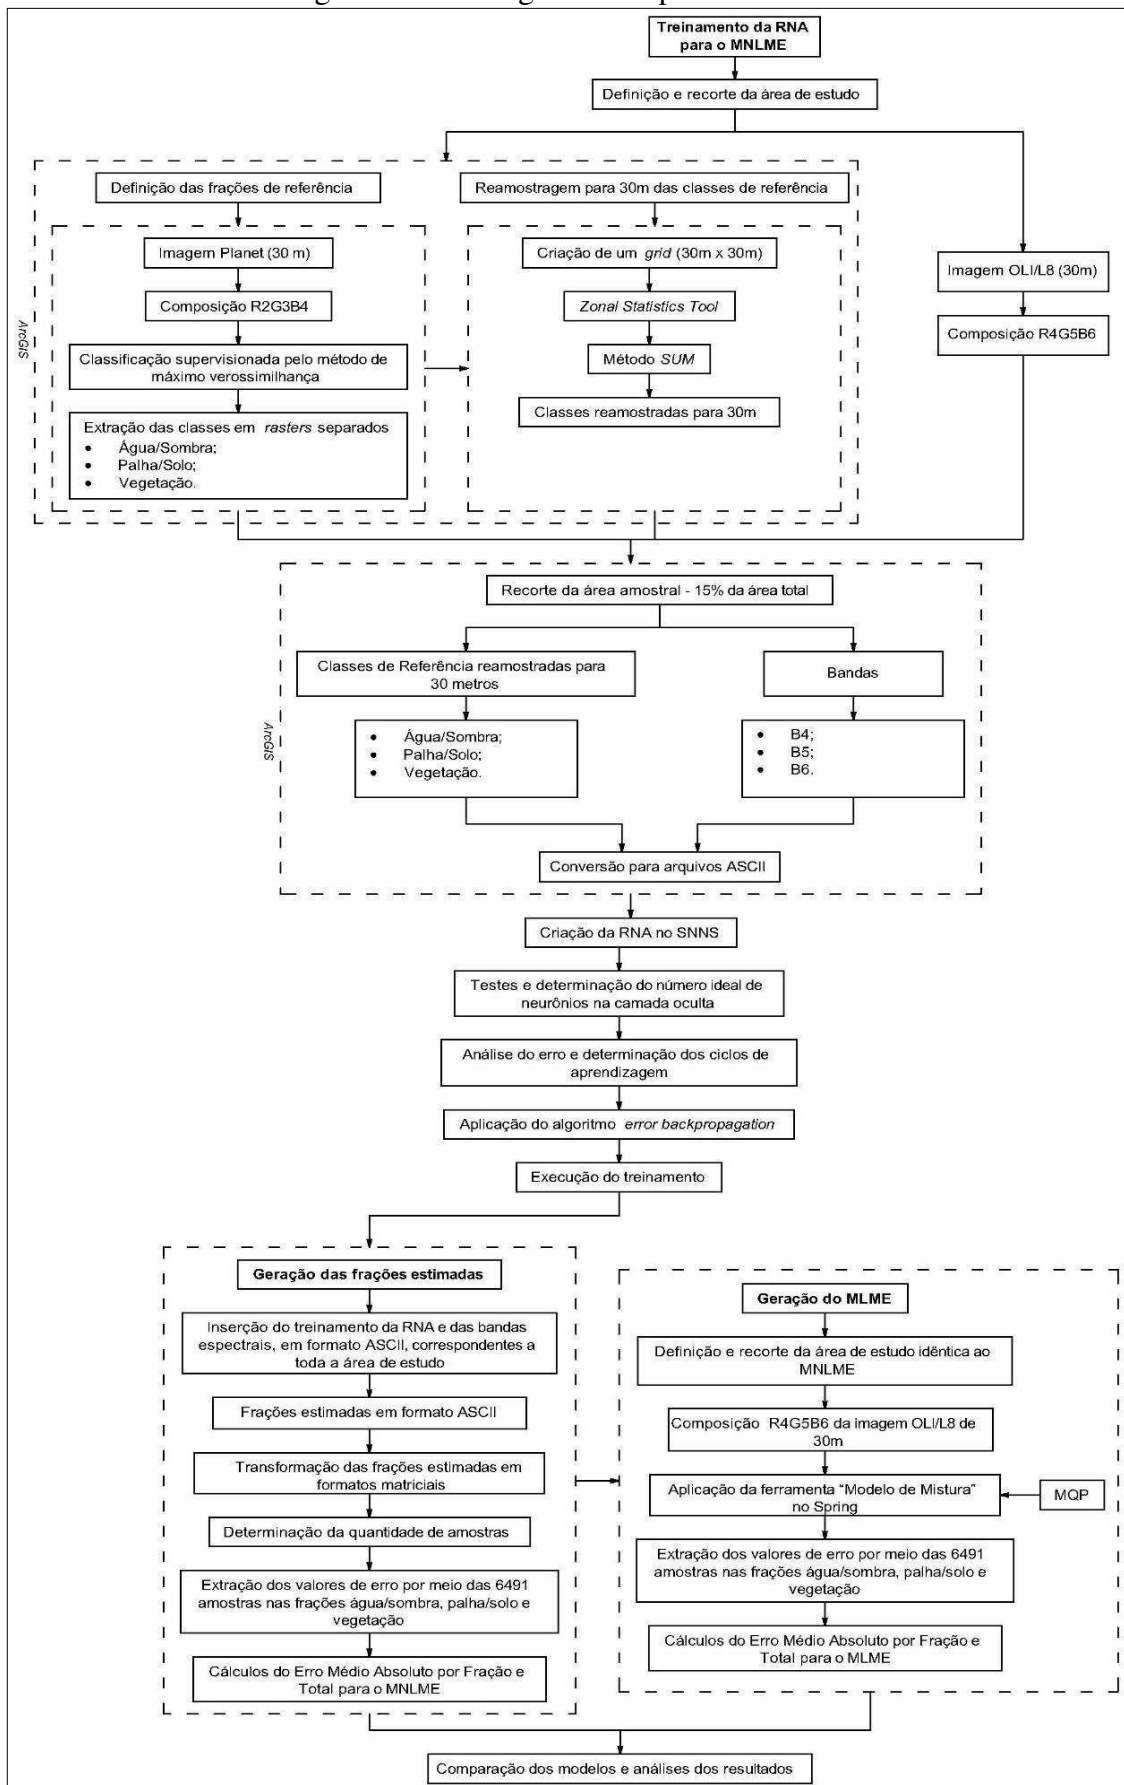 Treinamento da RNA
para o MNLME
Definição e recorte da área de estudo
Definição das frações de referência
Reamostragem para 30m das classes de referência
Imagem Planet (30 m)
Composição R2G3B4
Classificação supervisionada pelo método de
máximo verossimilhança
Extração das classes em rasters separados
• Água/Sombra;
• Palha/Solo;
• Vegetação.
Criação de um grid (30m x 30m)
Zonal Statistics Tool
Método SUM
Classes reamostradas para 30m
Imagem OLI/L8 (30m)
Composição R4G5B6
ArcGIS
Recorte da área amostral - 15% da área total
Classes de Referência reamostradas para
30 metros
Bandas
• Água/Sombra;
• Palha/Solo;
• Vegetação.
• B4;
• B5;
• B6.
ArcGIS
Conversão para arquivos ASCII
Criação da RNA no SNNS
Testes e determinação do número ideal de
neurônios na camada oculta
Análise do erro e determinação dos ciclos de
aprendizagem
Aplicação do algoritmo error backpropagation
Execução do treinamento
Geração das frações estimadas
Inserção do treinamento da RNA e das bandas
espectrais, em formato ASCII, correspondentes a
toda a área de estudo
Frações estimadas em formato ASCII
Transformação das frações estimadas em
formatos matriciais
Determinação da quantidade de amostras
Extração dos valores de erro por meio das 6491
amostras nas frações água/sombra, palha/solo e
vegetação
Cálculos do Erro Médio Absoluto por Fração e
Total para o MNLME
Geração do MLME
Definição e recorte da área de estudo idêntica ao
MNLME
Composição R4G5B6 da imagem OLI/L8 de
30m
Aplicação da ferramenta “Modelo de Mistura”
no Spring
MQP
Extração dos valores de erro por meio das 6491
amostras nas frações água/sombra, palha/solo e
vegetação
Cálculos do Erro Médio Absoluto por Fração e
Total para o MLME
Comparação dos modelos e análises dos resultados